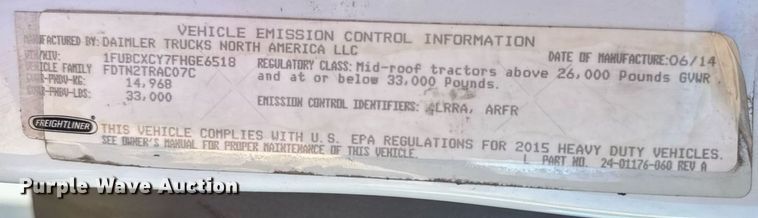 VEHICLE EMISSION CONTROL INFORMATION
MANUFACTURED BY: DAIMLER TRUCKS NORTH AMERICA LLC DATE OF MANUFACTURE: 06/14
1FUBCXCY7FHGE6518 REGULATORY CLASS: Mid-roof tractors above 26,000 Pounds GVWR
VEHICLE FAMILY FDTN2TRAC07C and at or below 33,000 Pounds.
14,968
33,000 EMISSION CONTROL IDENTIFIERS: ARFR
FREIGHTLINER
THIS VEHICLE COMPLIES WITH U.S. EPA REGULATIONS FOR 2015 HEAVY DUTY VEHICLES.
SEE OWNER'S MANUAL FOR PROPER MAINTENANCE OF THIS VEHICLE. L PART NO. 24-01176-060 REV A
Purple Wave Auction